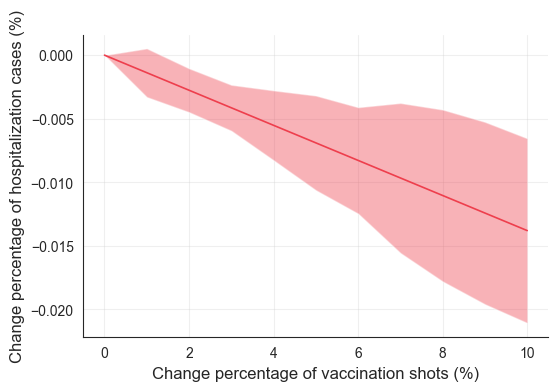 Change percentage of hospitalization cases (%)
0.000
−0.005
−0.010
−0.015
−0.020
0 2 4 6 8 10
Change percentage of vaccination shots (%)